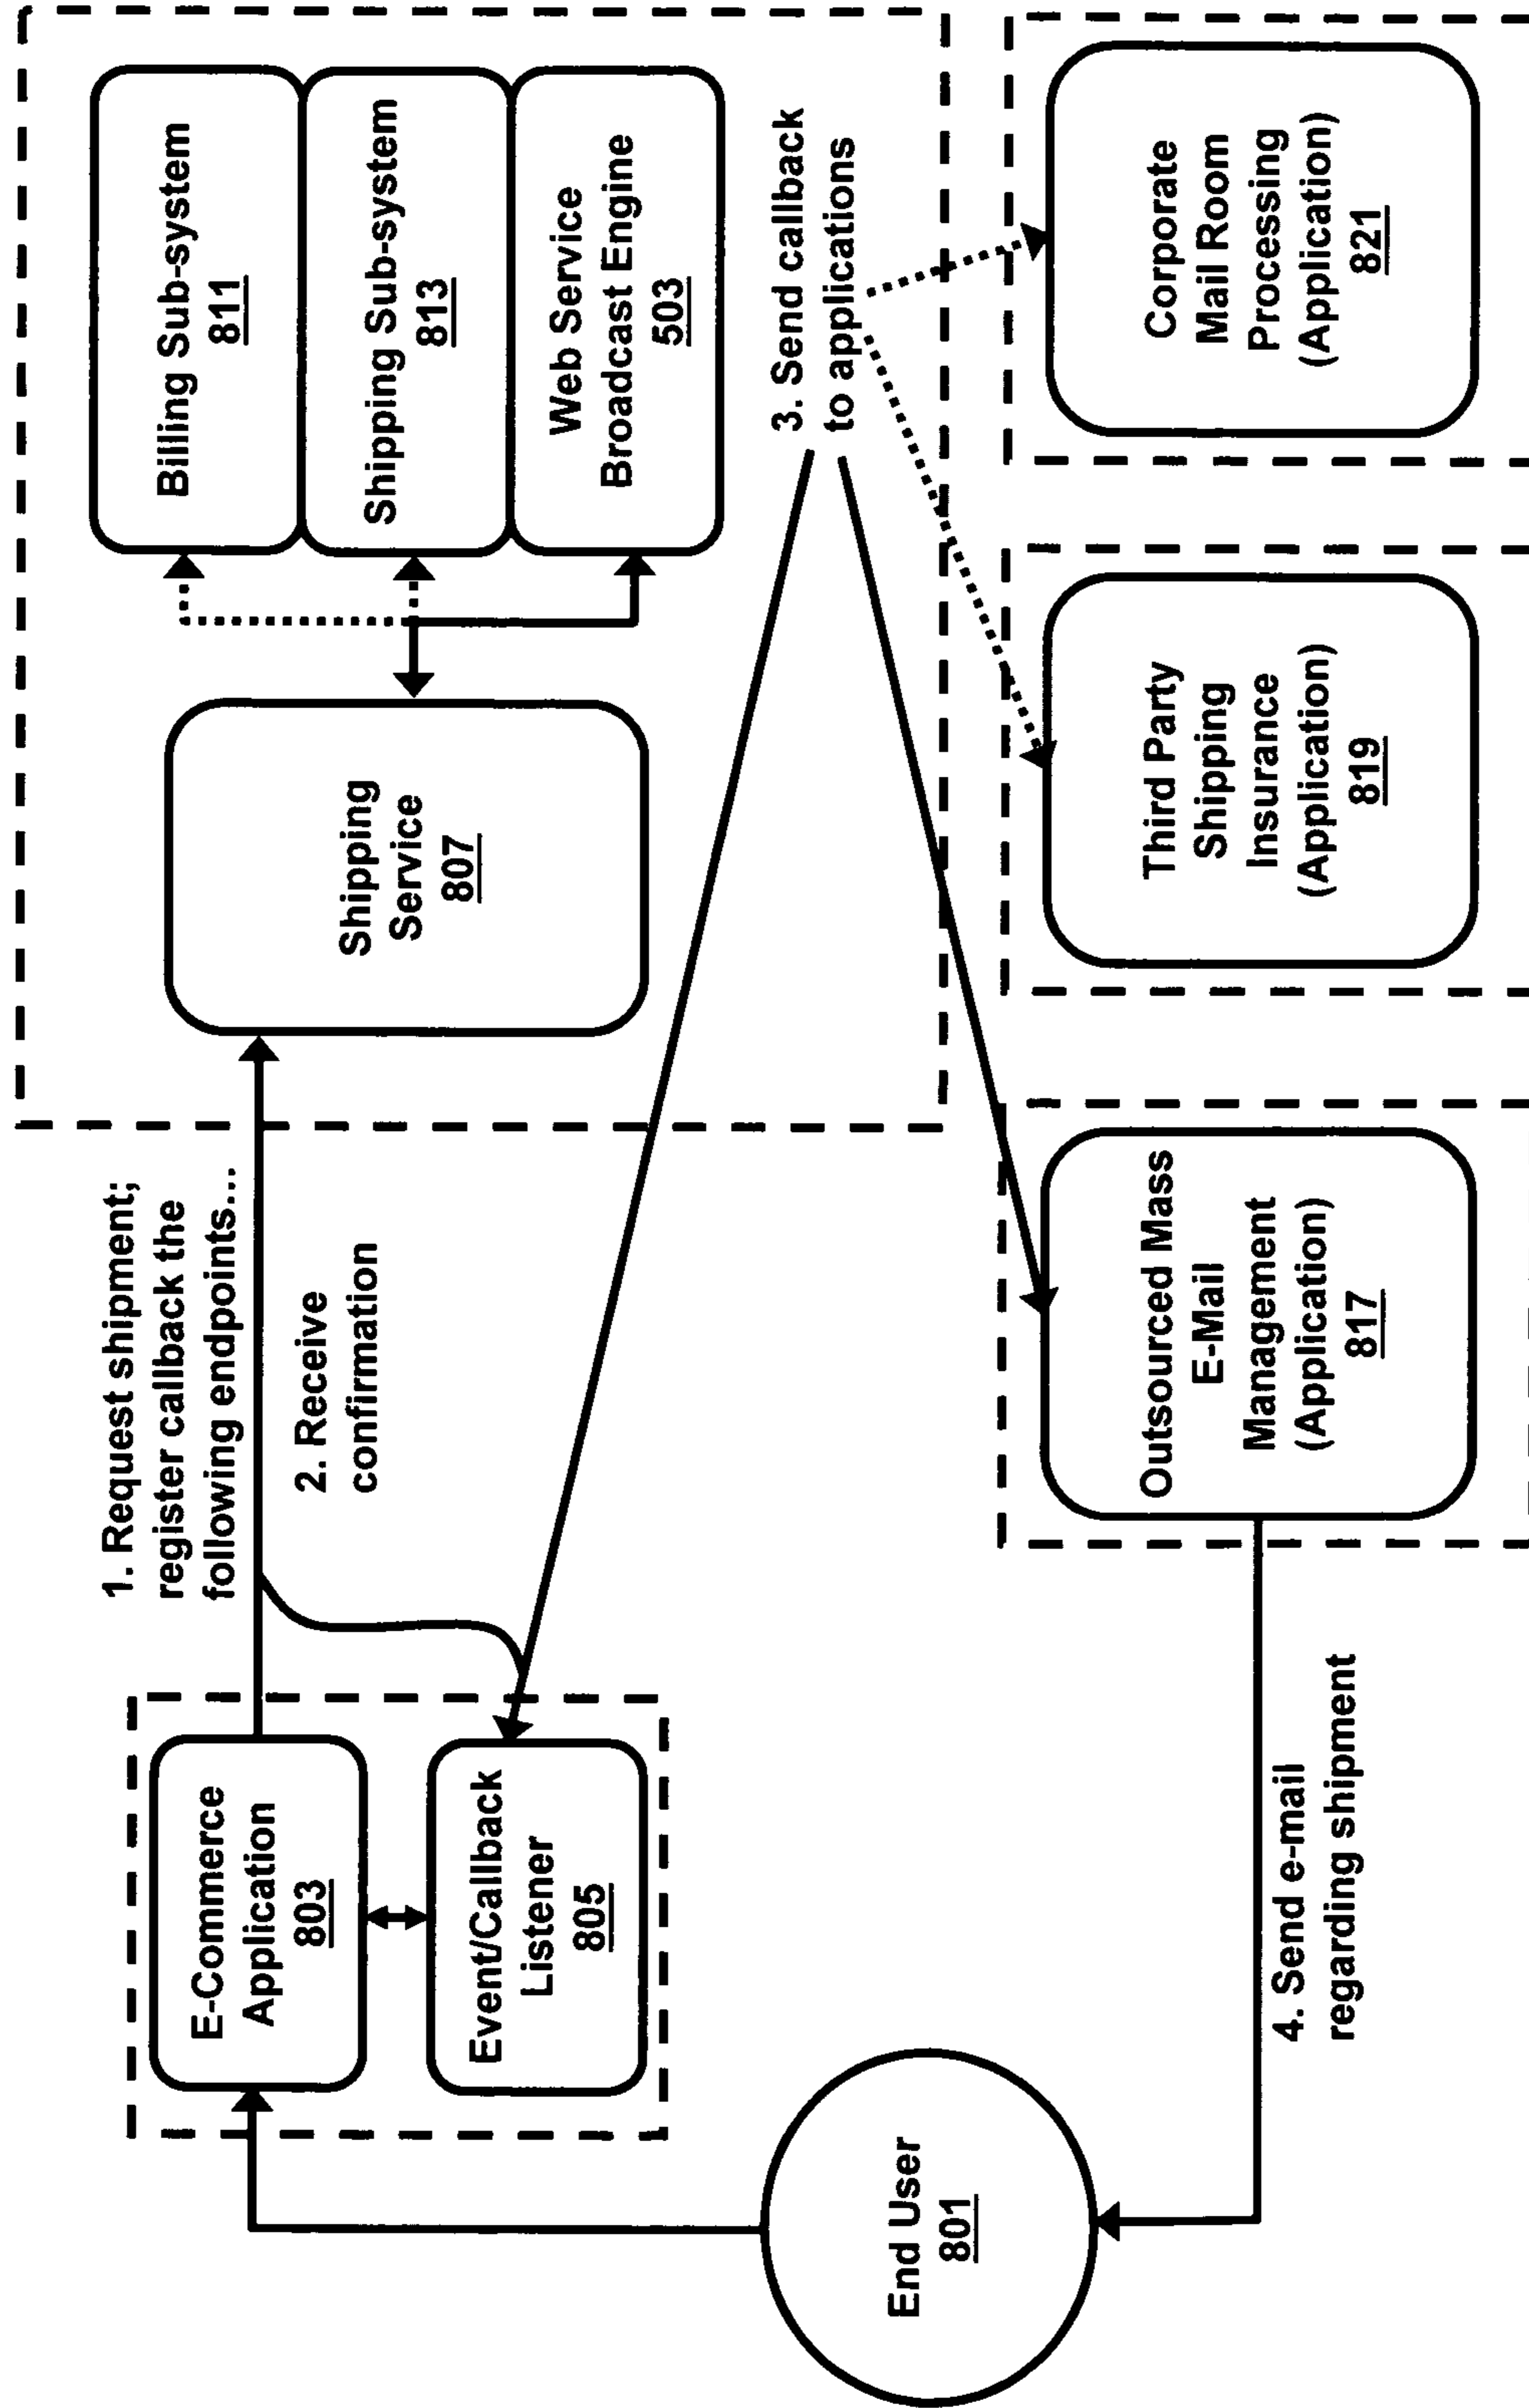 1. Request shipment;
register callback the
following endpoints...
2. Receive
confirmation
E-Commerce
Application
803
Event/Callback
Listener
805
End User
801
Shipping
Service
807
Billing Sub-system
811
Shipping Sub-system
813
Web Service
Broadcast Engine
503
3. Send callback
to applications
4. Send e-mail
regarding shipment
Outsourced Mass
E-Mail
Management
(Application)
817
Third Party
Shipping
Insurance
(Application)
819
Corporate
Mail Room
Processing
(Application)
821